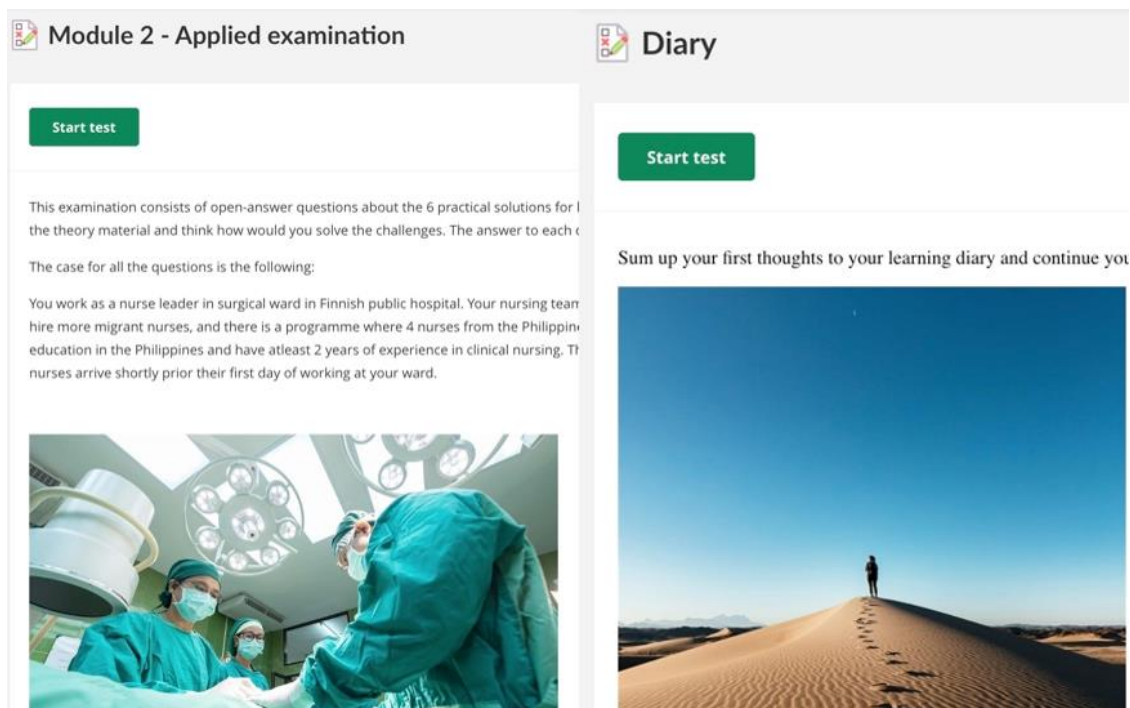 Module 2 - Applied examination
Start test
This examination consists of open-answer questions about the 6 practical solutions for
the theory material and think how would you solve the challenges. The answer to each
The case for all the questions is the following:
You work as a nurse leader in surgical ward in Finnish public hospital. Your nursing team
hire more migrant nurses, and there is a programme where 4 nurses from the
education in the Philippines and have atleast 2 years of experience in clinical nursing.
nurses arrive shortly prior their first day of working at your ward.
Diary
Start test
Sum up your first thoughts to your learning diary and continue